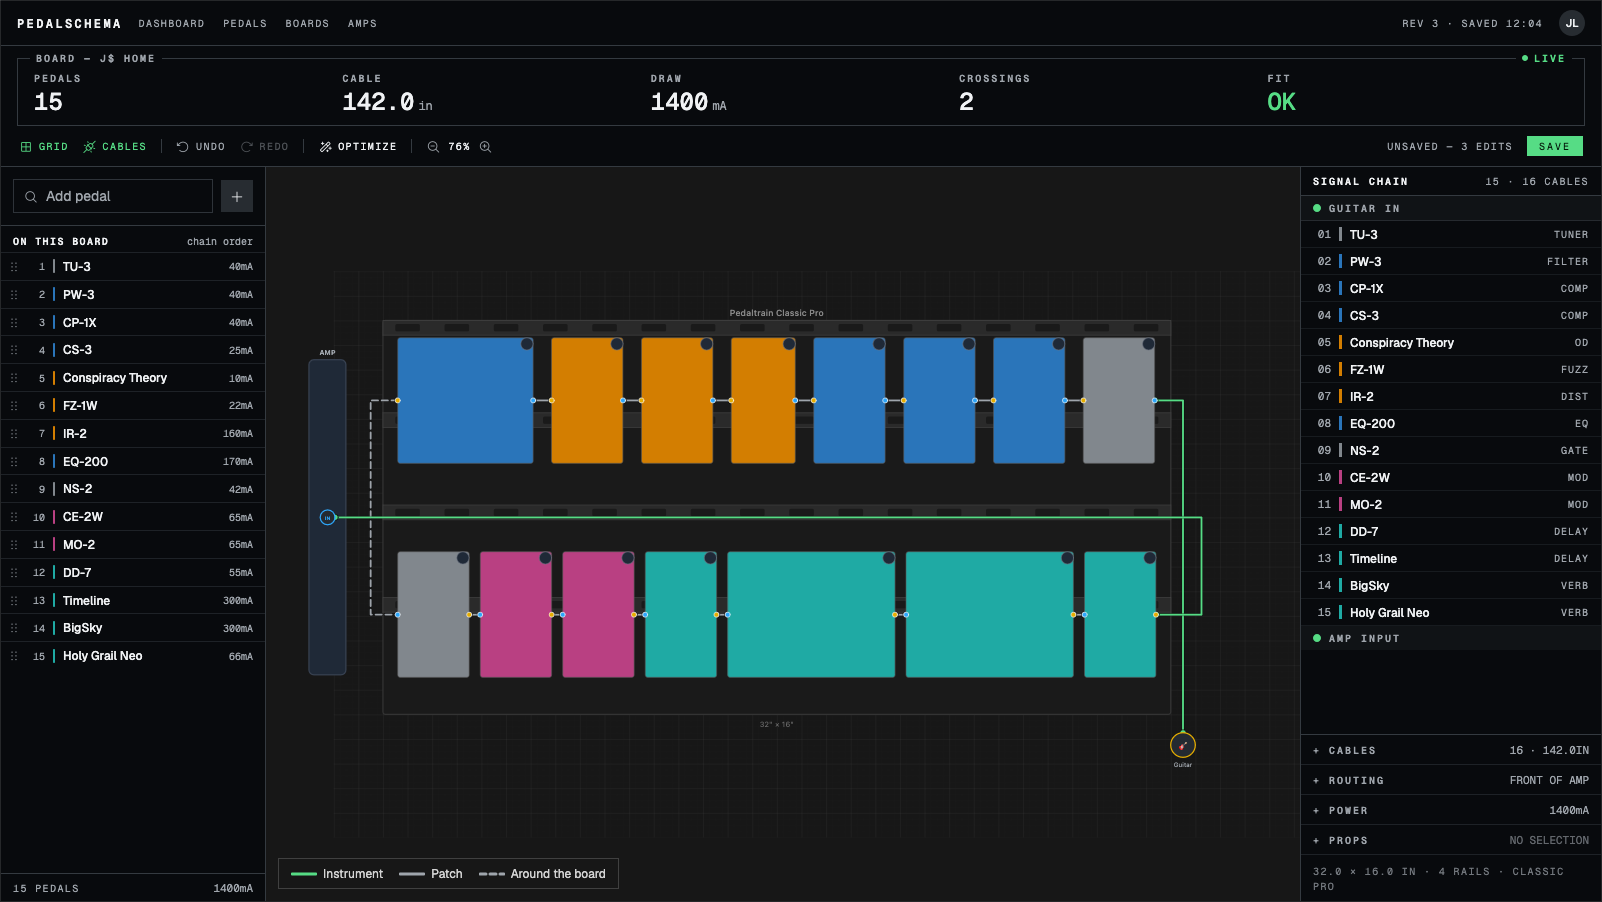 PEDALSCHEMA DASHBOARD PEDALS BOARDS AMPS REV 3 · SAVED 12:04 JL
BOARD — J$ HOME LIVE
PEDALS CABLE DRAW CROSSINGS FIT
15 142.0 in 1400 mA 2 OK
GRID CABLES UNDO REDO OPTIMIZE 76% UNSAVED — 3 EDITS SAVE
Add pedal +
ON THIS BOARD chain order
1 TU-3 40mA
2 PW-3 40mA
3 CP-1X 40mA
4 CS-3 25mA
5 Conspiracy Theory 10mA
6 FZ-1W 22mA
7 IR-2 160mA
8 EQ-200 170mA
9 NS-2 42mA
10 CE-2W 65mA
11 MO-2 65mA
12 DD-7 55mA
13 Timeline 300mA
14 BigSky 300mA
15 Holy Grail Neo 66mA
15 PEDALS 1400mA
Pedaltrain Classic Pro
AMP
IN
32" × 16"
Guitar
Instrument Patch Around the board
SIGNAL CHAIN 15 · 16 CABLES
GUITAR IN
01 TU-3 TUNER
02 PW-3 FILTER
03 CP-1X COMP
04 CS-3 COMP
05 Conspiracy Theory OD
06 FZ-1W FUZZ
07 IR-2 DIST
08 EQ-200 EQ
09 NS-2 GATE
10 CE-2W MOD
11 MO-2 MOD
12 DD-7 DELAY
13 Timeline DELAY
14 BigSky VERB
15 Holy Grail Neo VERB
AMP INPUT
+ CABLES 16 · 142.0IN
+ ROUTING FRONT OF AMP
+ POWER 1400mA
+ PROPS NO SELECTION
32.0 × 16.0 IN · 4 RAILS · CLASSIC
PRO